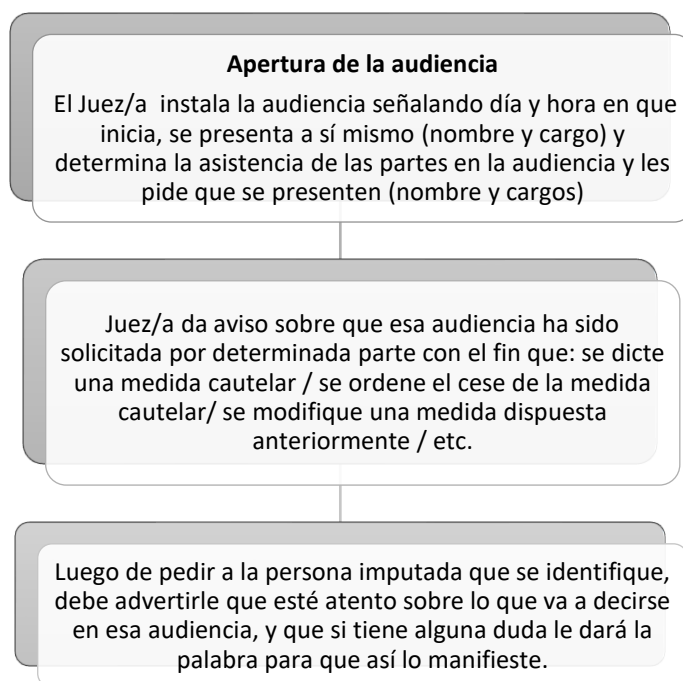 Apertura de la audiencia
El Juez/a  instala la audiencia señalando día y hora en que
inicia, se presenta a sí mismo (nombre y cargo) y
determina la asistencia de las partes en la audiencia y les
pide que se presenten (nombre y cargos)
Juez/a da aviso sobre que esa audiencia ha sido
solicitada por determinada parte con el fin que: se dicte
una medida cautelar / se ordene el cese de la medida
cautelar/ se modifique una medida dispuesta
anteriormente / etc.
Luego de pedir a la persona imputada que se identifique,
debe advertirle que esté atento sobre lo que va a decirse
en esa audiencia, y que si tiene alguna duda le dará la
palabra para que así lo manifieste.